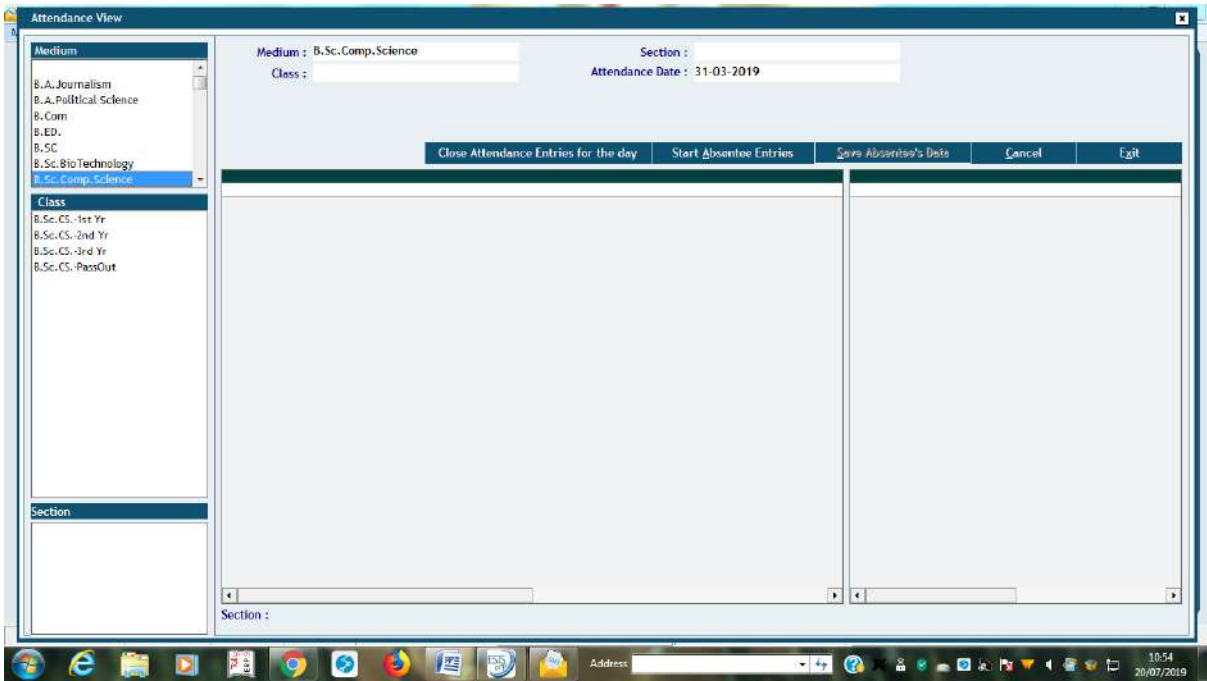 Attendance View
Medium
B.A.Journalism
B.A.Political Science
B.Com
B.ED.
B.SC
B.Sc.BioTechnology
B.Sc.Comp.Science
Class
B.Sc.CS.-1st Yr
B.Sc.CS.-2nd Yr
B.Sc.CS.-3rd Yr
B.Sc.CS.-PassOut
Section
Medium : B.Sc.Comp.Science
Section :
Class :
Attendance Date : 31-03-2019
Close Attendance Entries for the day
Start Absentee Entries
Save Absentee's Date
Cancel
Exit
Section :
Address
10:54
20/07/2019